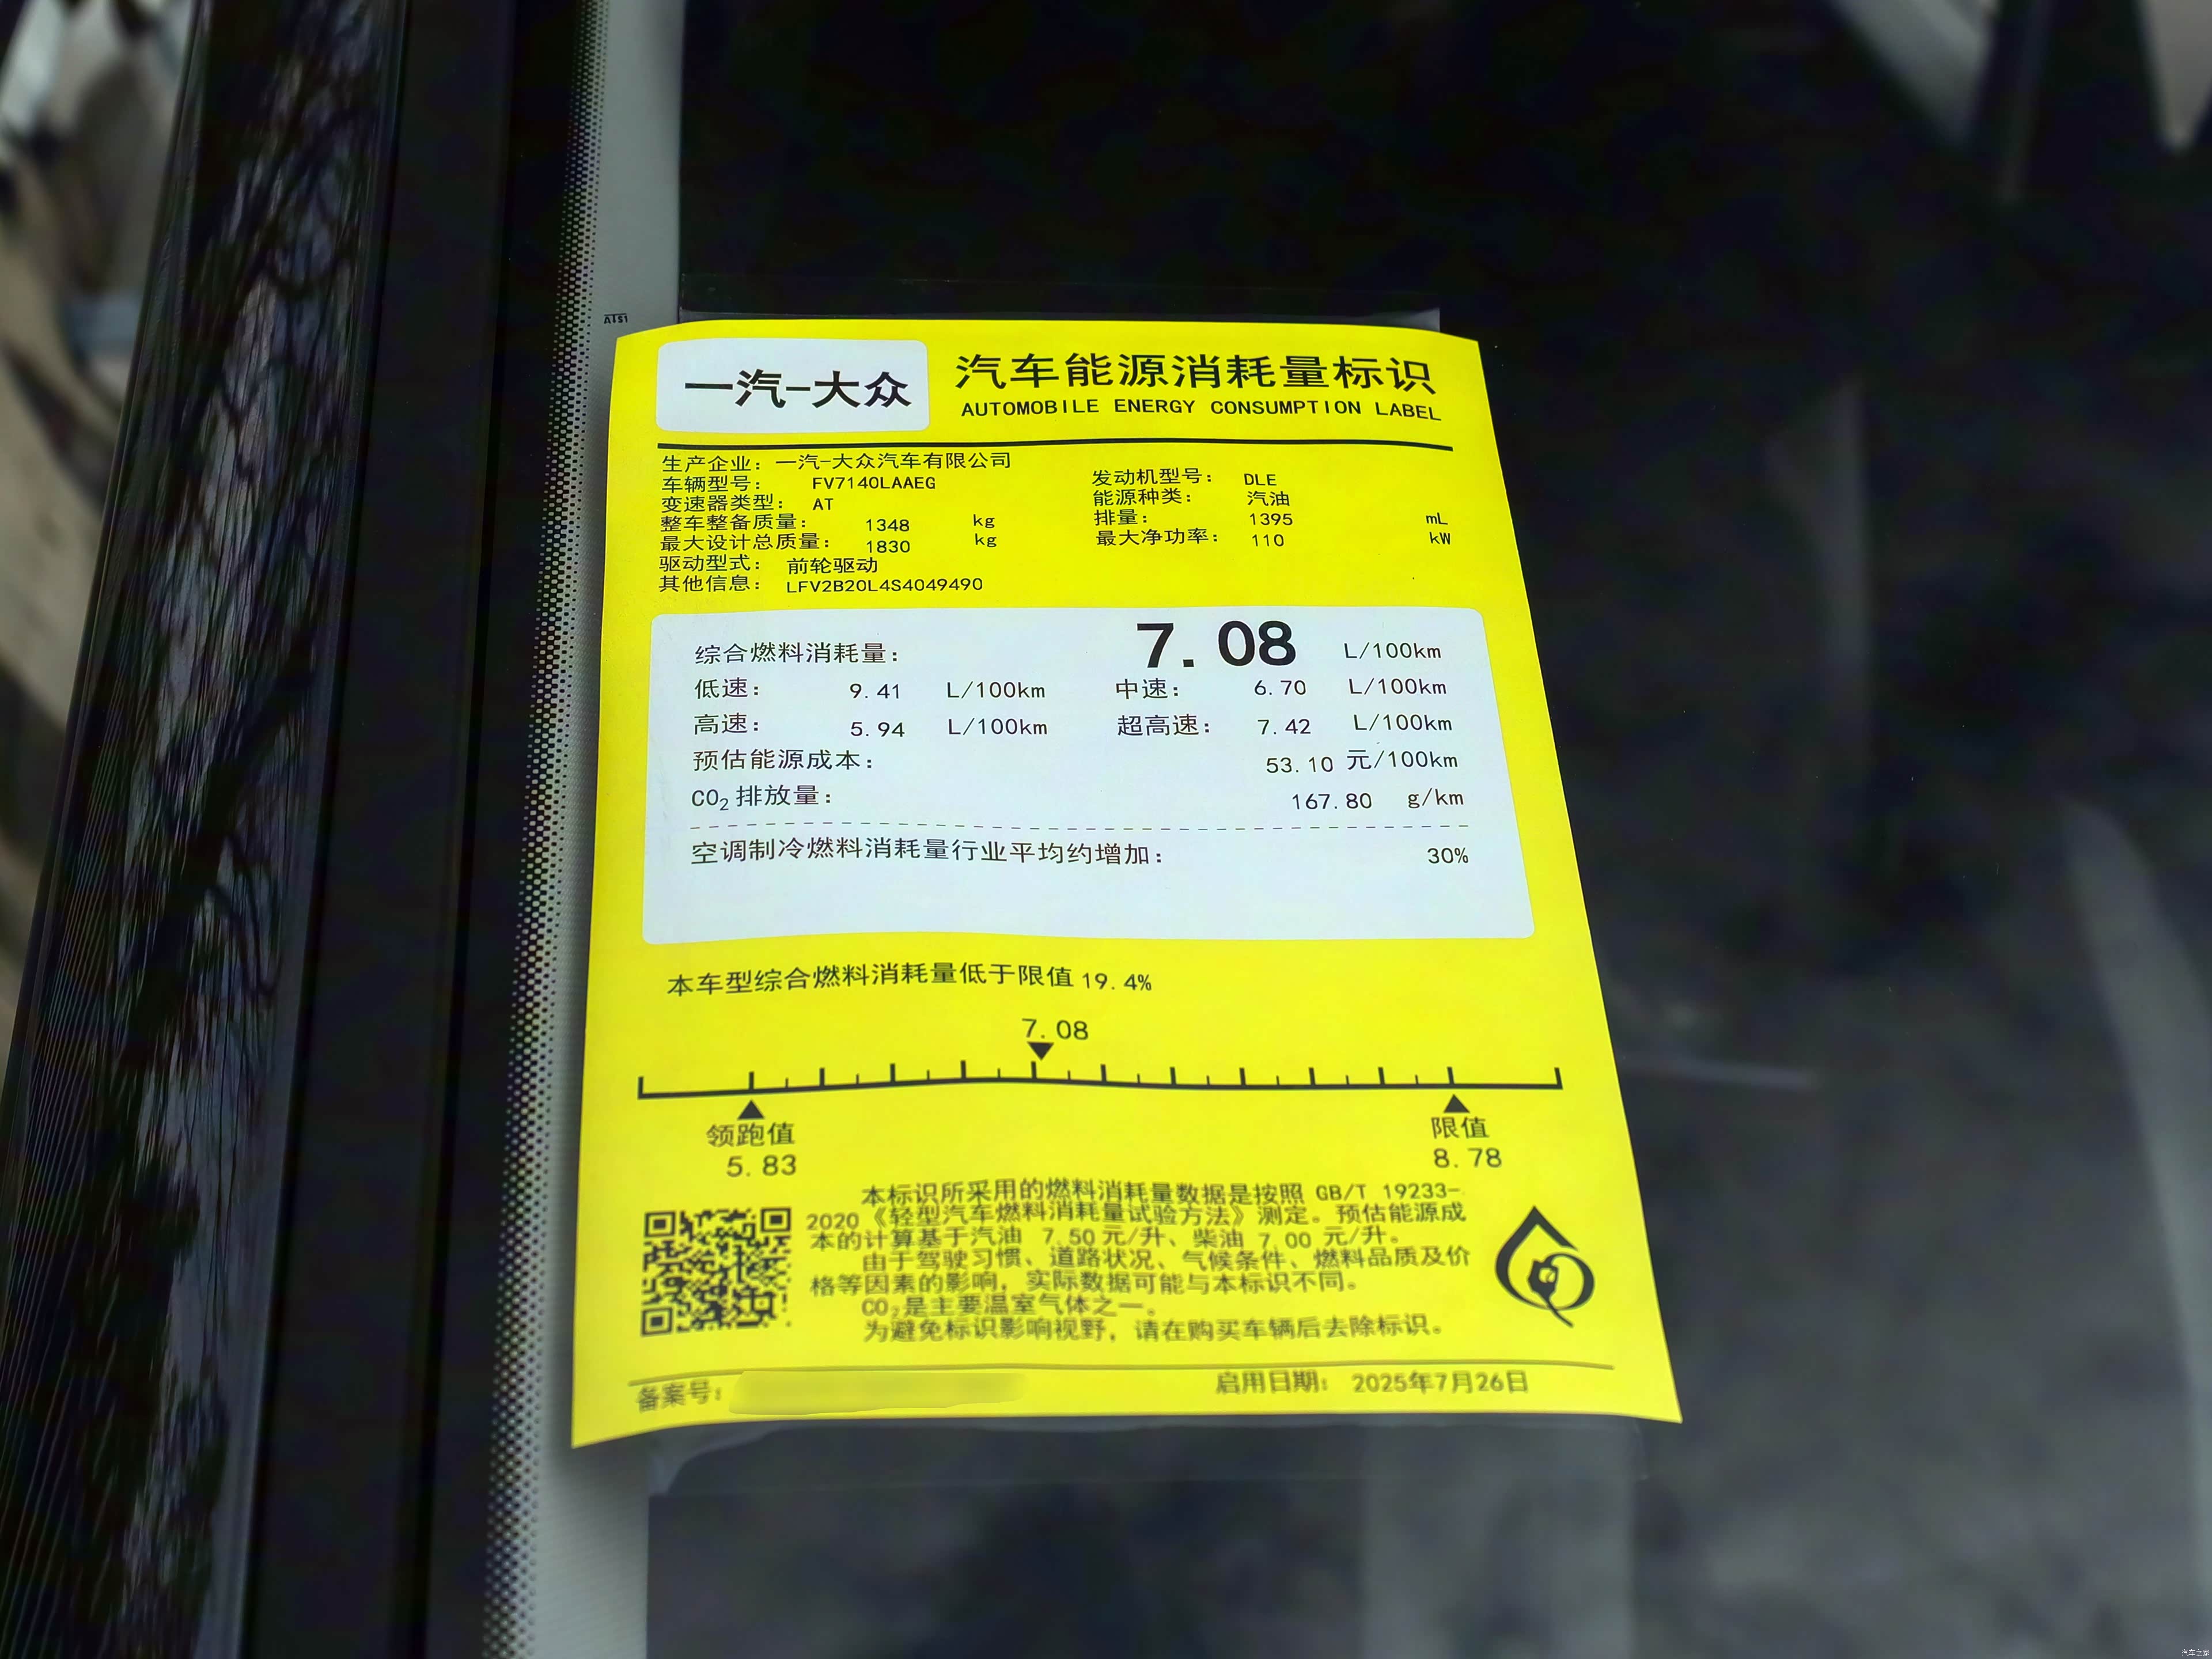 AISI
一汽-大众
汽车能源消耗量标识
AUTOMOBILE ENERGY CONSUMPTION LABEL
生产企业: 一汽-大众汽车有限公司
车辆型号: FV7140LAAEG 发动机型号: DLE
变速器类型: AT 能源种类: 汽油
整车整备质量: 1348 kg 排量: 1395 mL
最大设计总质量: 1830 kg 最大净功率: 110 kW
驱动型式: 前轮驱动
其他信息: LFV2B20L4S4049490
综合燃料消耗量: 7.08 L/100km
低速: 9.41 L/100km 中速: 6.70 L/100km
高速: 5.94 L/100km 超高速: 7.42 L/100km
预估能源成本: 53.10 元/100km
CO₂排放量: 167.80 g/km
空调制冷燃料消耗量行业平均约增加: 30%
本车型综合燃料消耗量低于限值 19.4%
7.08
领跑值 限值
5.83 8.78
本标识所采用的燃料消耗量数据是按照 GB/T 19233-
2020《轻型汽车燃料消耗量试验方法》测定。预估能源成
本的计算基于汽油 7.50 元/升、柴油 7.00 元/升。
由于驾驶习惯、道路状况、气候条件、燃料品质及价
格等因素的影响，实际数据可能与本标识不同。
CO₂是主要温室气体之一。
为避免标识影响视野，请在购买车辆后去除标识。
备案号: 启用日期: 2025年7月26日
汽车之家